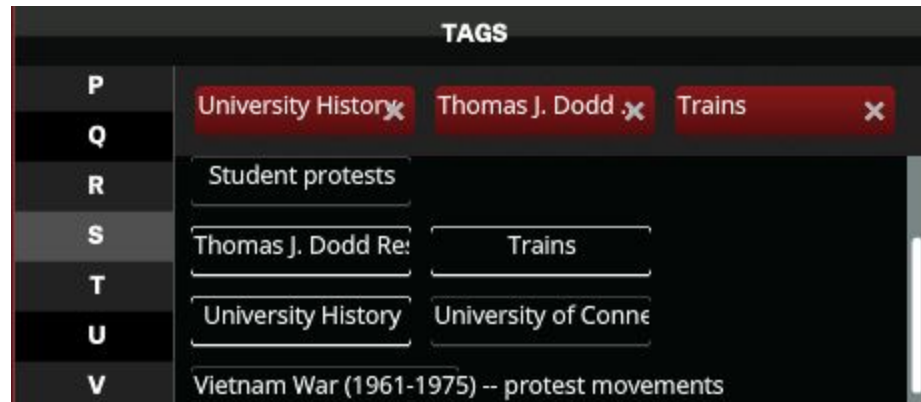 TAGS
P
Q
R
S
T
U
V
University History
Thomas J. Dodd .
Trains
Student protests
Thomas J. Dodd Res
Trains
University History
University of Conne
Vietnam War (1961-1975) -- protest movements